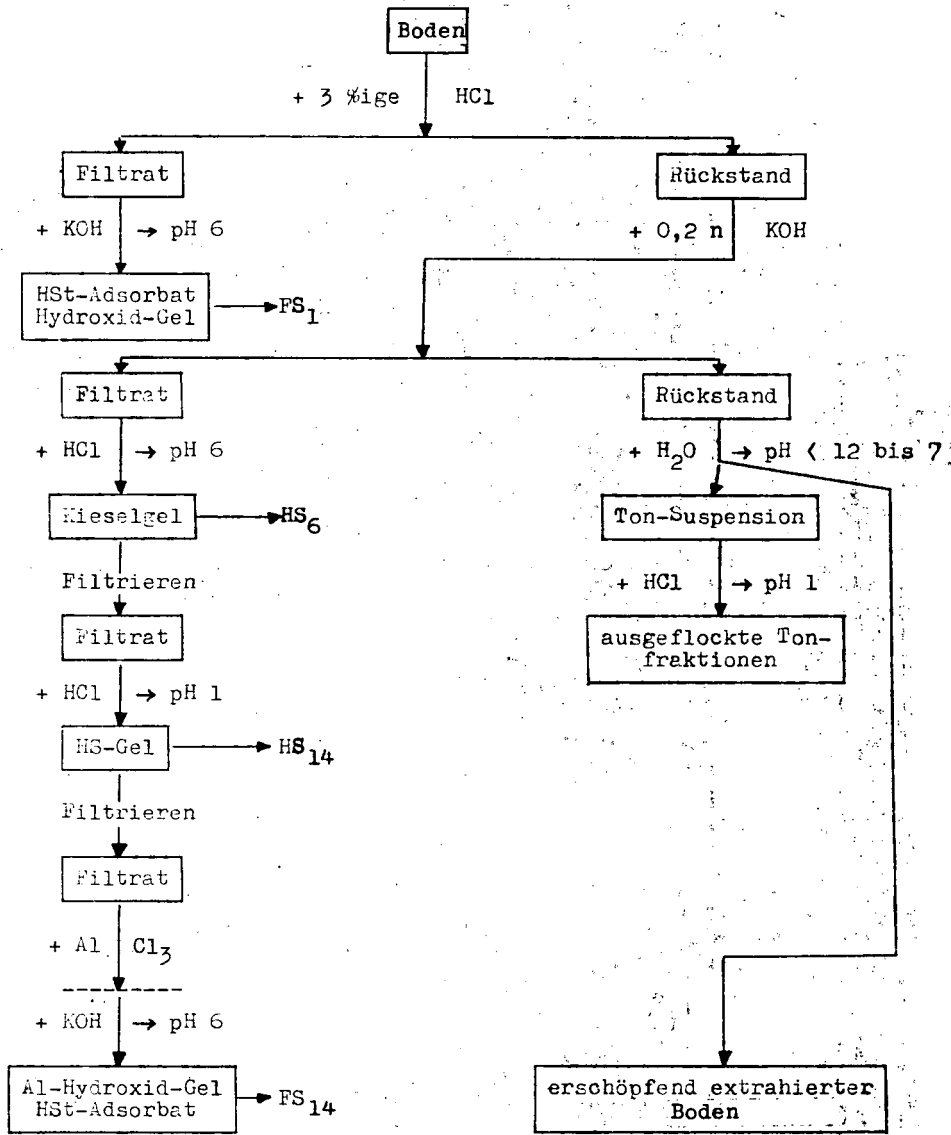 Boden
+ 3 %ige HCl
Filtrat Rückstand
+ KOH → pH 6 + 0,2 n KOH
HSt-Adsorbat
Hydroxid-Gel
FS1
Filtrat Rückstand
+ HCl → pH 6 + H2O → pH < 12 bis 7
Kieselgel HS6 Ton-Suspension
Filtrieren + HCl → pH 1
Filtrat
ausgeflockte Ton-
fraktionen
+ HCl → pH 1
HS-Gel HS14
Filtrieren
Filtrat
+ Al Cl3
+ KOH → pH 6
Al-Hydroxid-Gel
HSt-Adsorbat
FS14
erschöpfend extrahierter
Boden